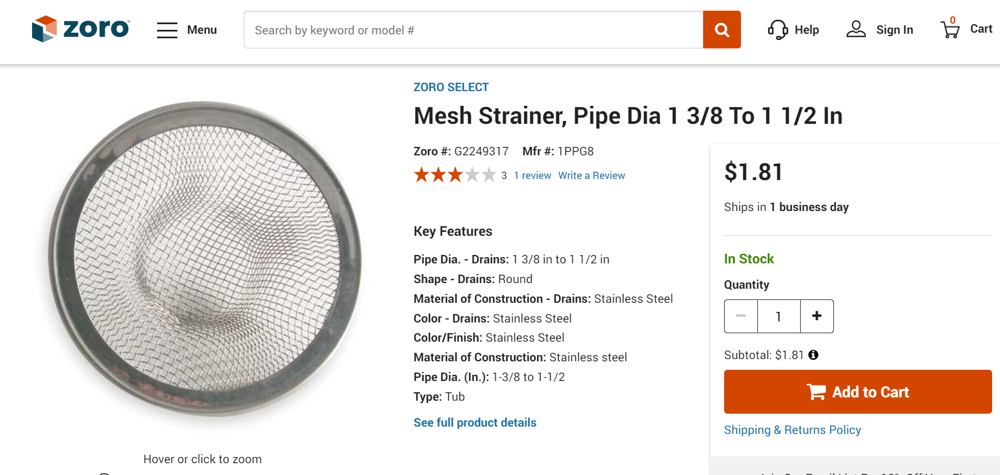 zoro™
Menu
Search by keyword or model #
Help
Sign In
0
Cart
ZORO SELECT
Mesh Strainer, Pipe Dia 1 3/8 To 1 1/2 In
Zoro #: G2249317 Mfr #: 1PPG8
3 1 review Write a Review
Key Features
Pipe Dia. - Drains: 1 3/8 in to 1 1/2 in
Shape - Drains: Round
Material of Construction - Drains: Stainless Steel
Color - Drains: Stainless Steel
Color/Finish: Stainless Steel
Material of Construction: Stainless steel
Pipe Dia. (In.): 1-3/8 to 1-1/2
Type: Tub
See full product details
Hover or click to zoom
$1.81
Ships in 1 business day
In Stock
Quantity
− 1 +
Subtotal: $1.81
Add to Cart
Shipping & Returns Policy